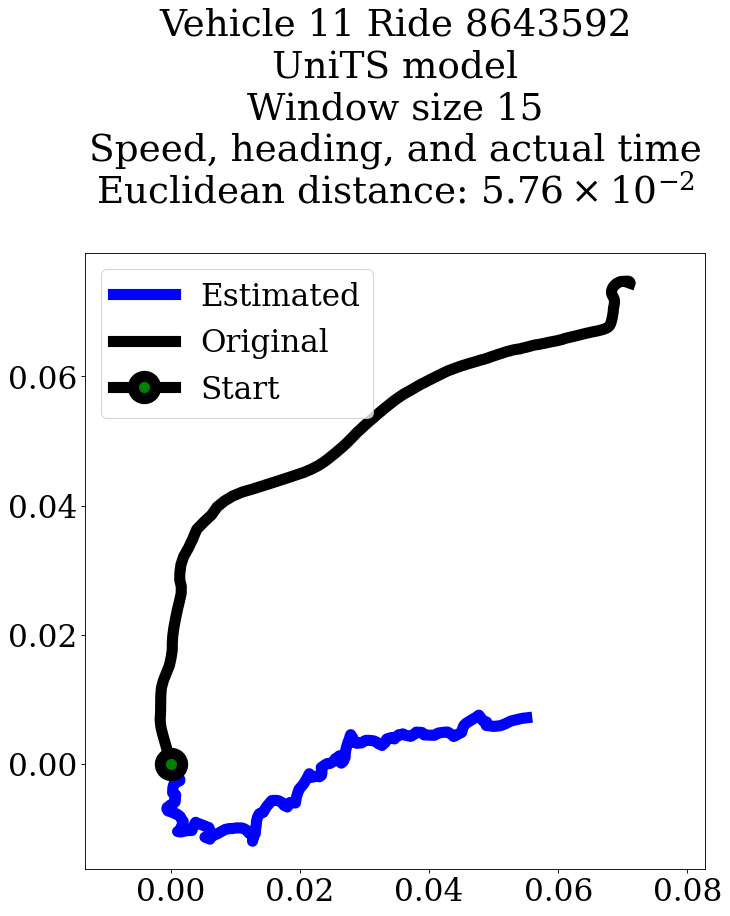 Vehicle 11 Ride 8643592
UniTS model
Window size 15
Speed, heading, and actual time
Euclidean distance: 5.76 × 10⁻²
Estimated
Original
Start
0.06
0.04
0.02
0.00
0.00 0.02 0.04 0.06 0.08